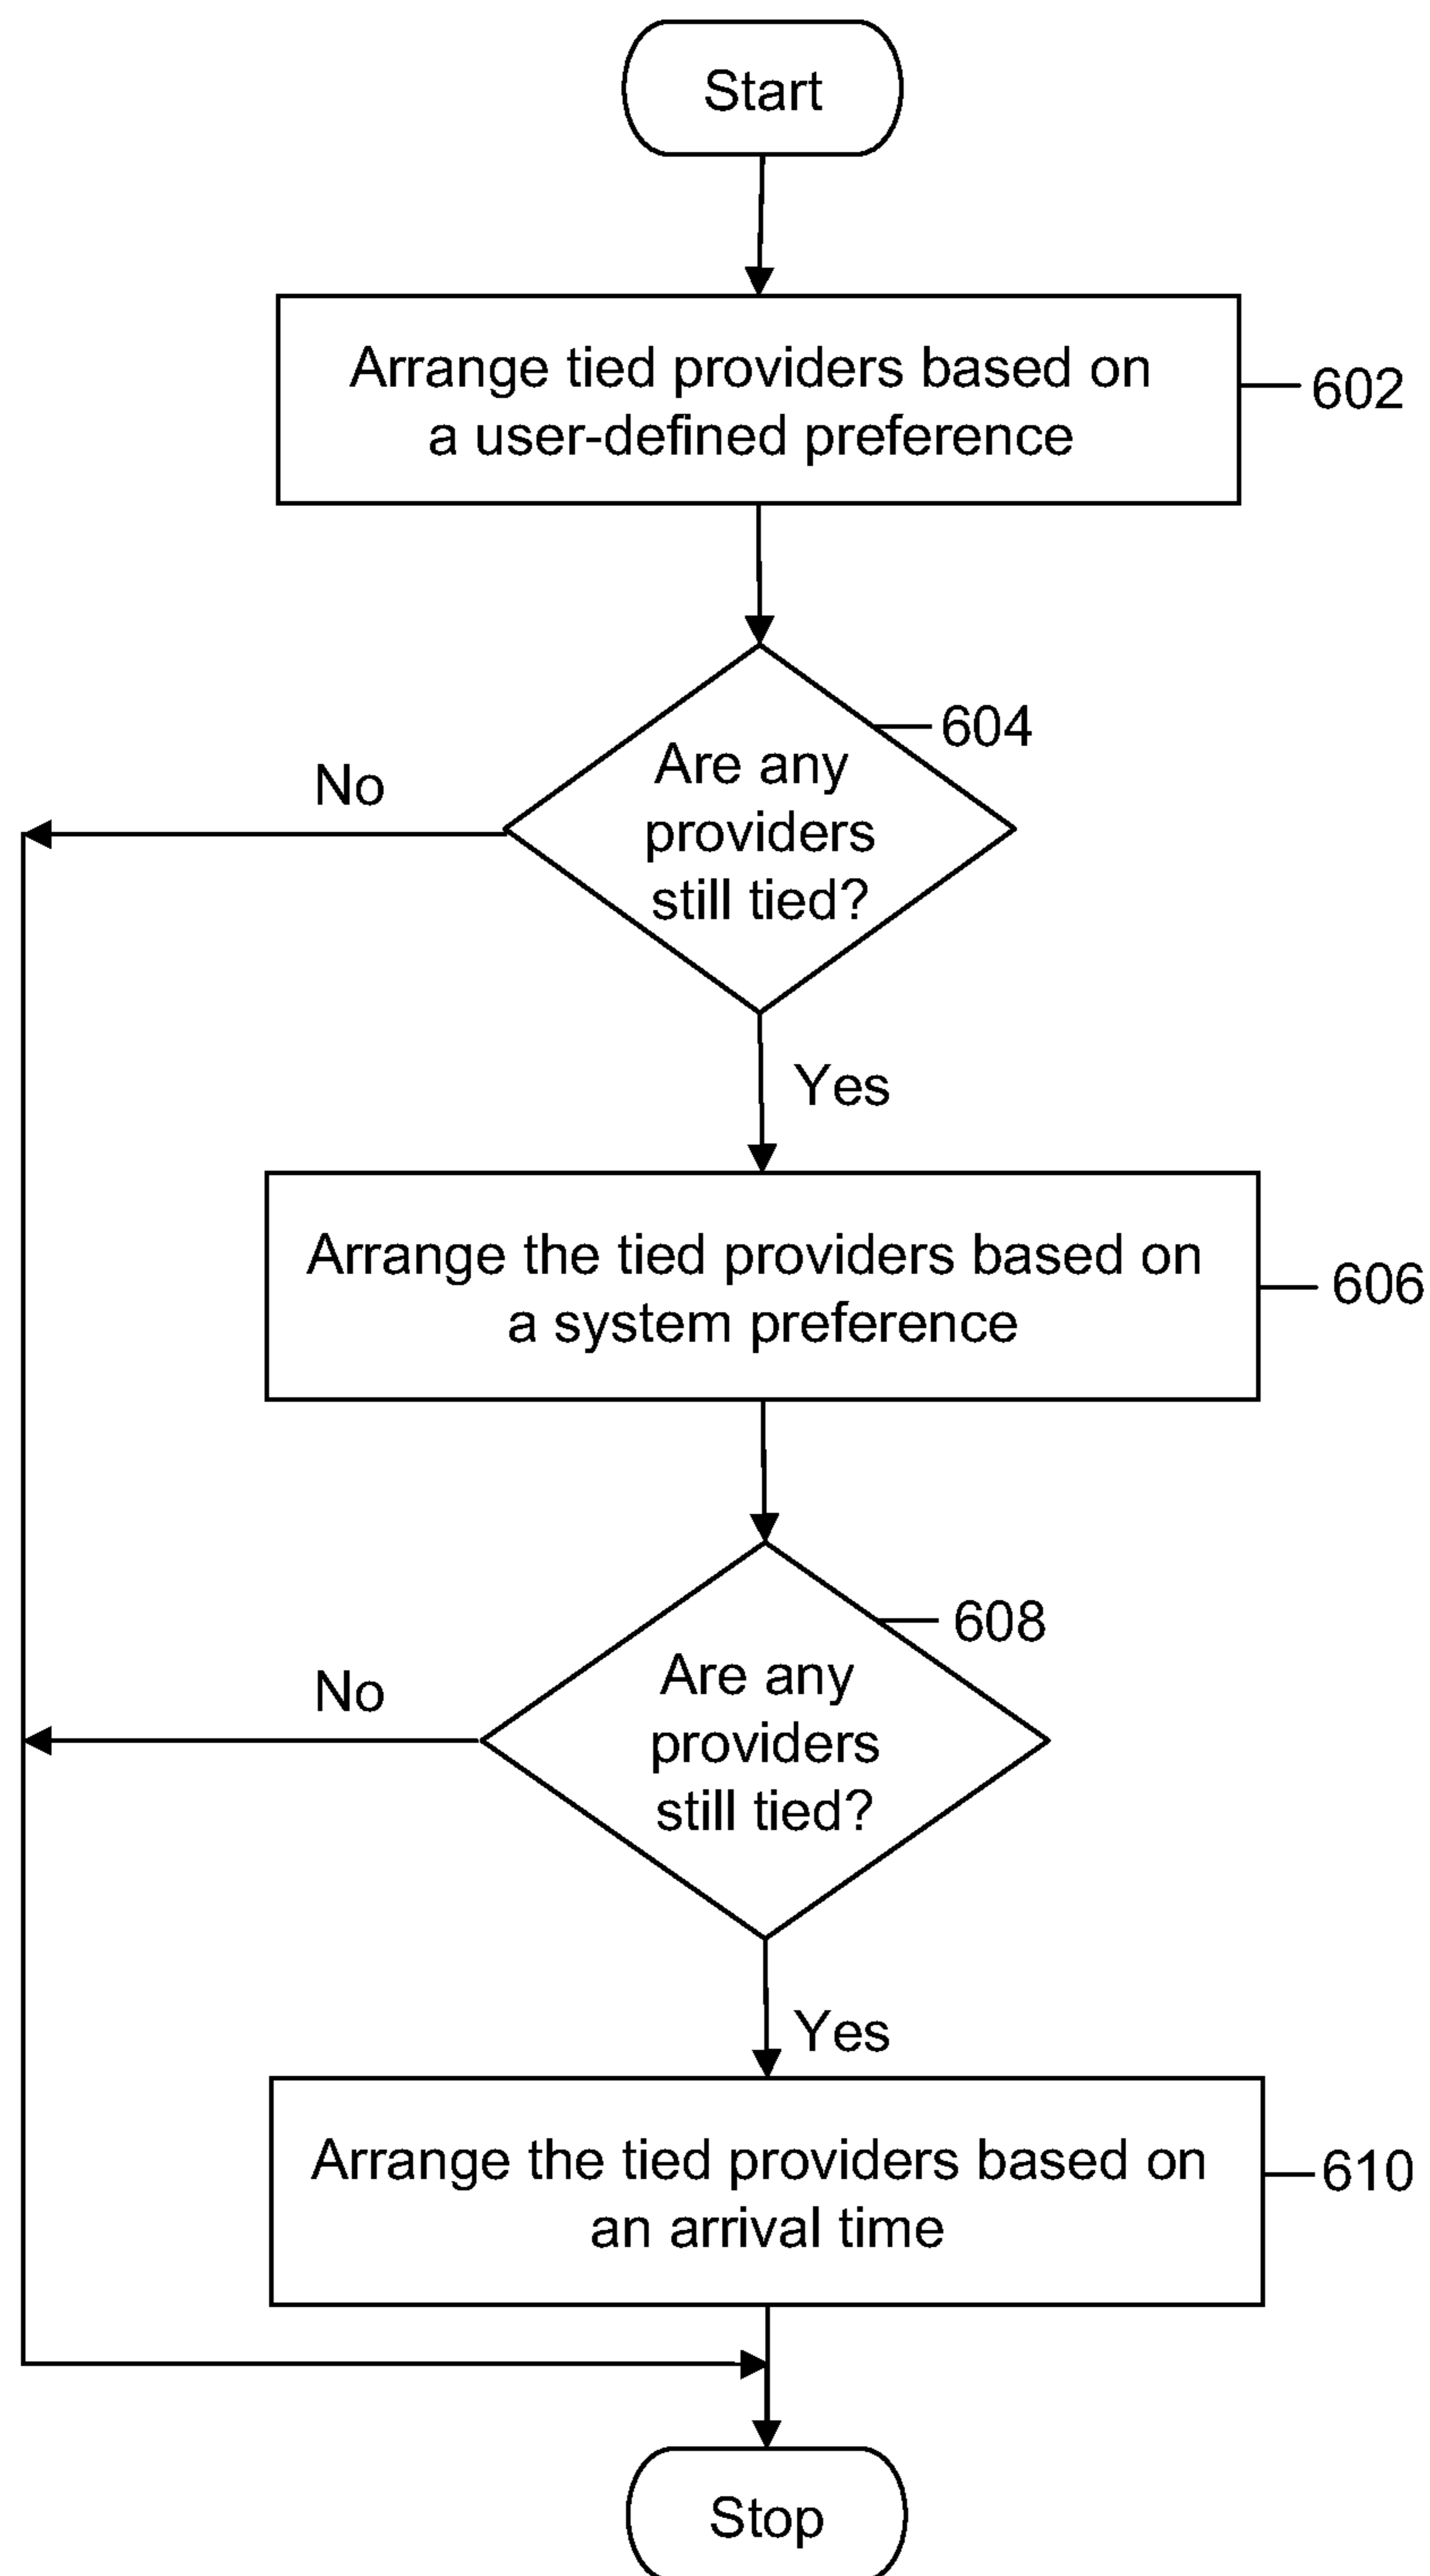 Start
Arrange tied providers based on
a user-defined preference
602
604
Are any
providers
still tied?
No
Yes
Arrange the tied providers based on
a system preference
606
608
Are any
providers
still tied?
No
Yes
Arrange the tied providers based on
an arrival time
610
Stop